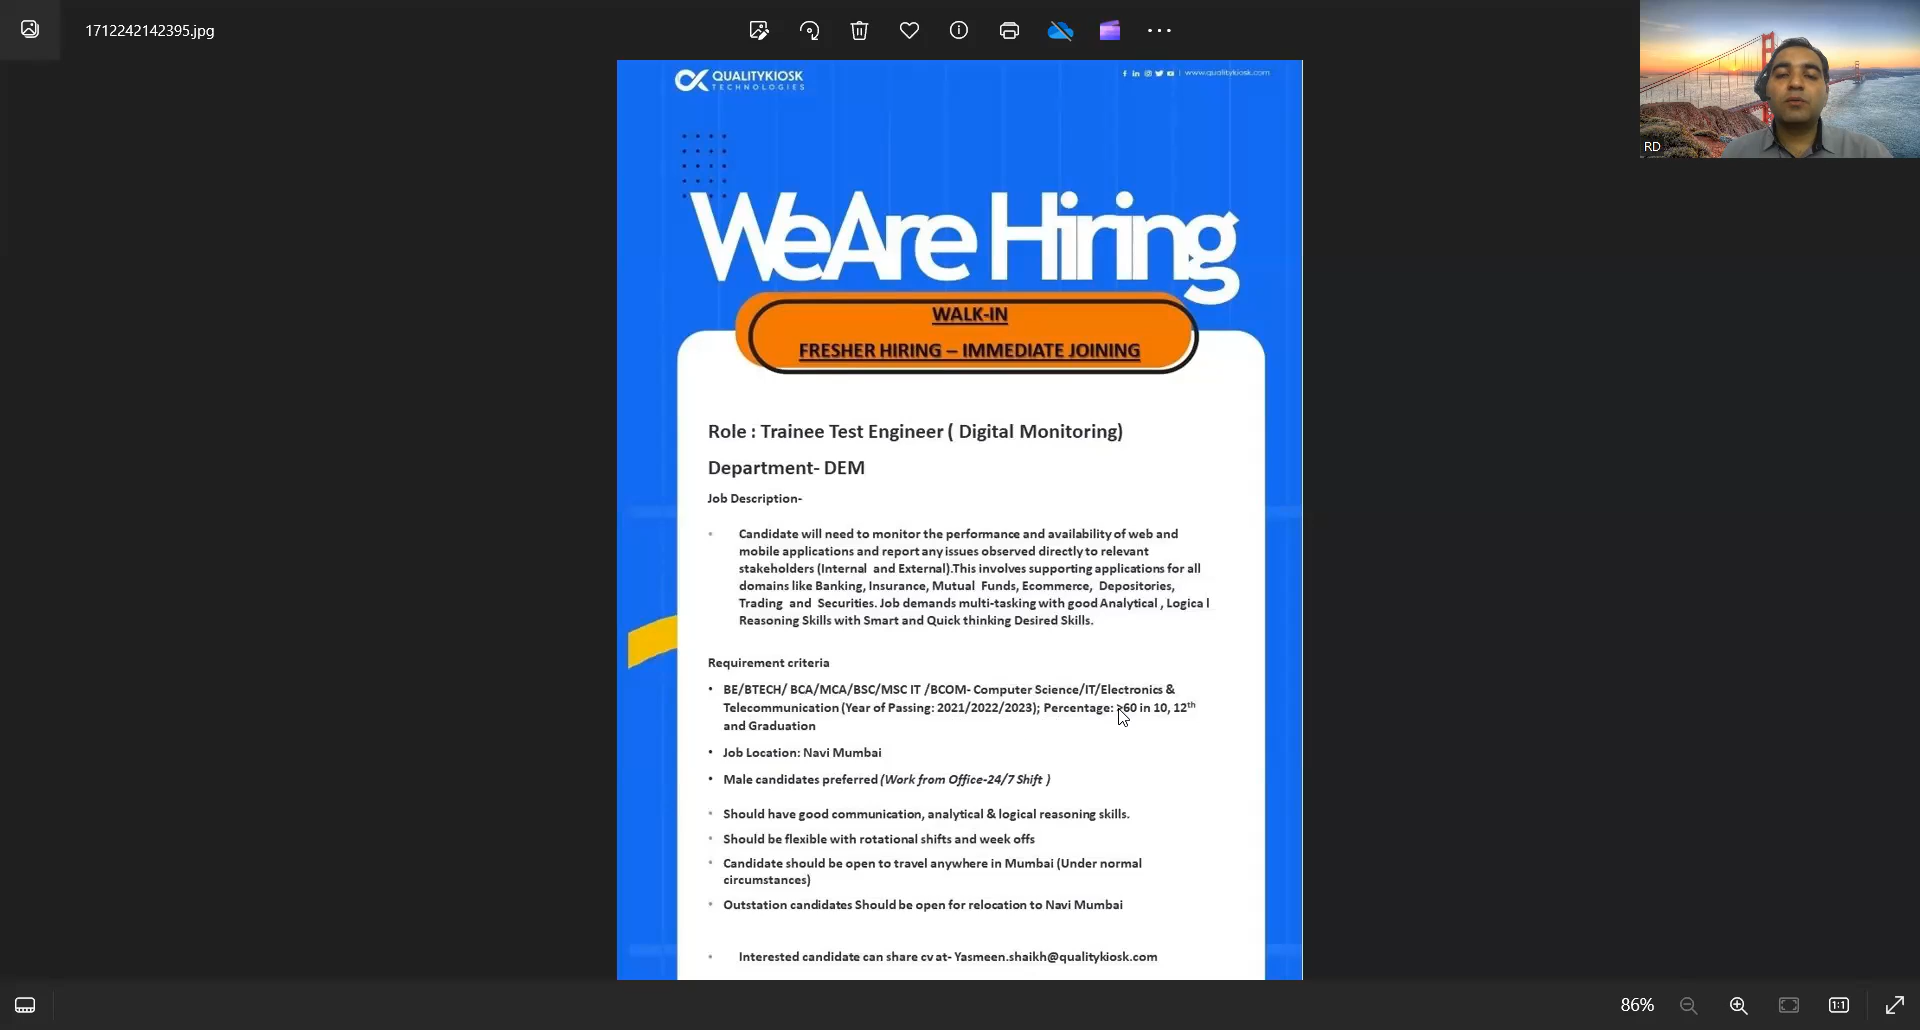 1712242142395.jpg
QUALITYKIOSK
TECHNOLOGIES
www.qualitykiosk.com
RD
WeAre Hiring
WALK-IN
FRESHER HIRING – IMMEDIATE JOINING
Role : Trainee Test Engineer ( Digital Monitoring)
Department- DEM
Job Description-
Candidate will need to monitor the performance and availability of web and
mobile applications and report any issues observed directly to relevant
stakeholders (Internal and External).This involves supporting applications for all
domains like Banking, Insurance, Mutual Funds, Ecommerce, Depositories,
Trading and Securities. Job demands multi-tasking with good Analytical , Logica l
Reasoning Skills with Smart and Quick thinking Desired Skills.
Requirement criteria
• BE/BTECH/ BCA/MCA/BSC/MSC IT /BCOM- Computer Science/IT/Electronics &
Telecommunication (Year of Passing: 2021/2022/2023); Percentage: >60 in 10, 12th
and Graduation
• Job Location: Navi Mumbai
• Male candidates preferred (Work from Office-24/7 Shift )
• Should have good communication, analytical & logical reasoning skills.
• Should be flexible with rotational shifts and week offs
• Candidate should be open to travel anywhere in Mumbai (Under normal
circumstances)
• Outstation candidates Should be open for relocation to Navi Mumbai
• Interested candidate can share cv at- Yasmeen.shaikh@qualitykiosk.com
86%
1:1